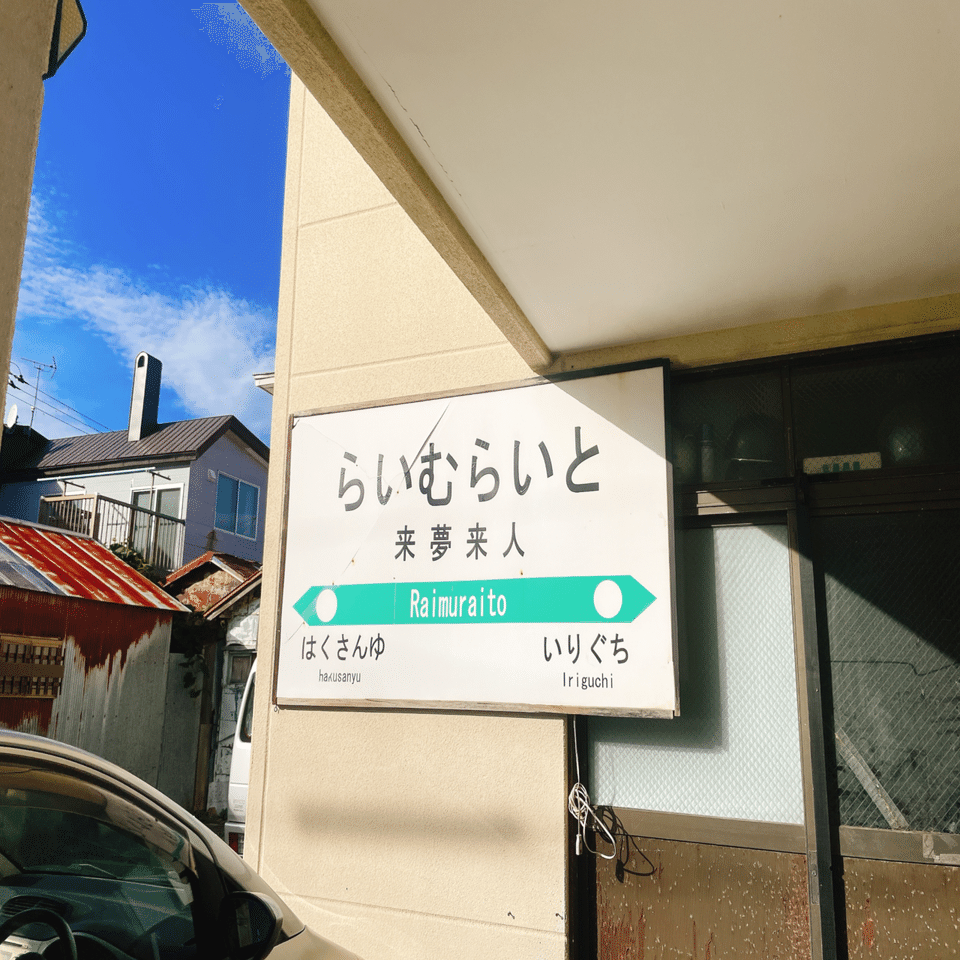 らいむらいと
来夢来人
Raimuraito
はくさんゆ いりぐち
hakusanyu Iriguchi